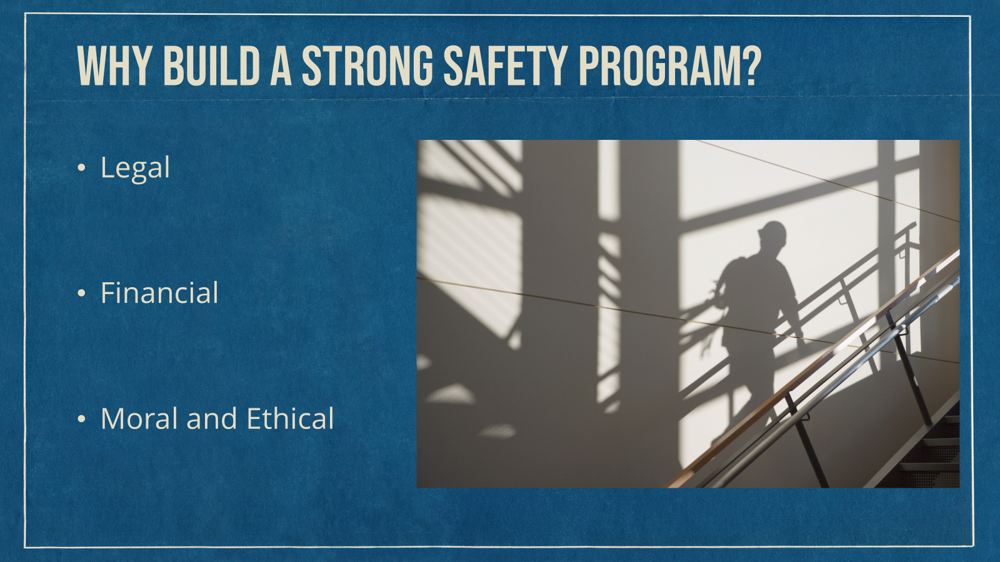 WHY BUILD A STRONG SAFETY PROGRAM?
• Legal
• Financial
• Moral and Ethical